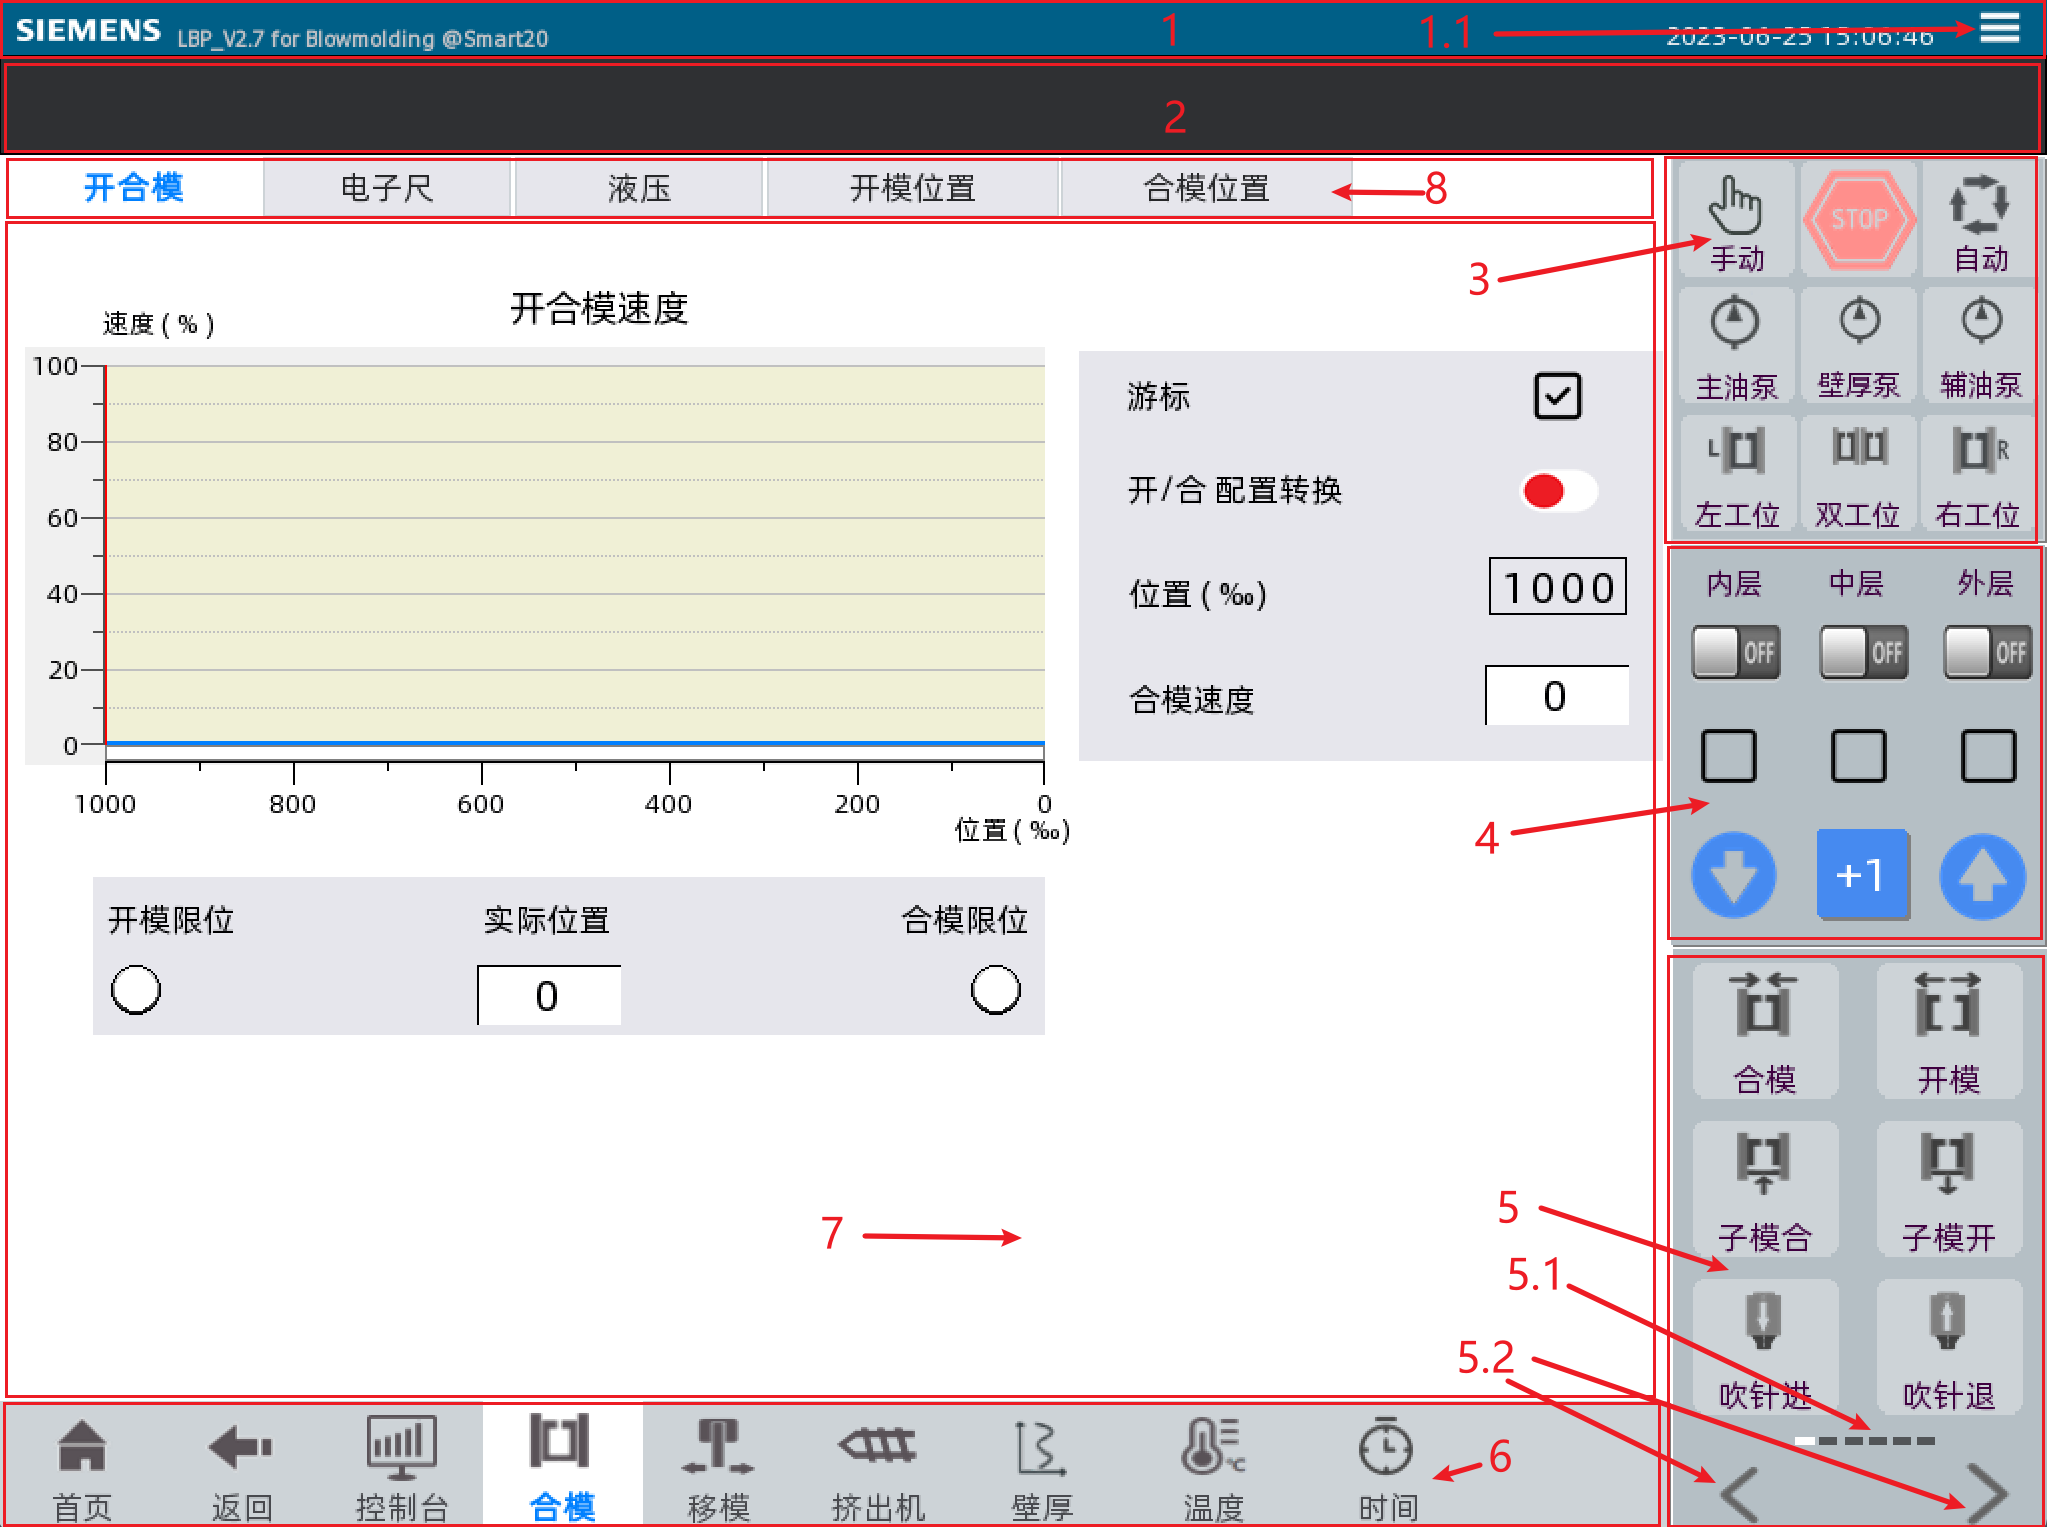 SIEMENS LBP_V2.7 for Blowmolding @Smart20 1 1.1 2023-06-25 15:06:46
2
开合模 电子尺 液压 开模位置 合模位置 8
手动 STOP 自动
3
主油泵 壁厚泵 辅油泵
L R
左工位 双工位 右工位
开合模速度
速度(%)
100
80
60
40
20
0
1000 800 600 400 200 0
位置(‰)
游标
开/合 配置转换
位置(‰) 1000
合模速度 0
开模限位 实际位置 合模限位
0
内层 中层 外层
OFF OFF OFF
4
+1
合模 开模
子模合 子模开
5
5.1
5.2
吹针进 吹针退
7
6
°C
首页 返回 控制台 合模 移模 挤出机 壁厚 温度 时间